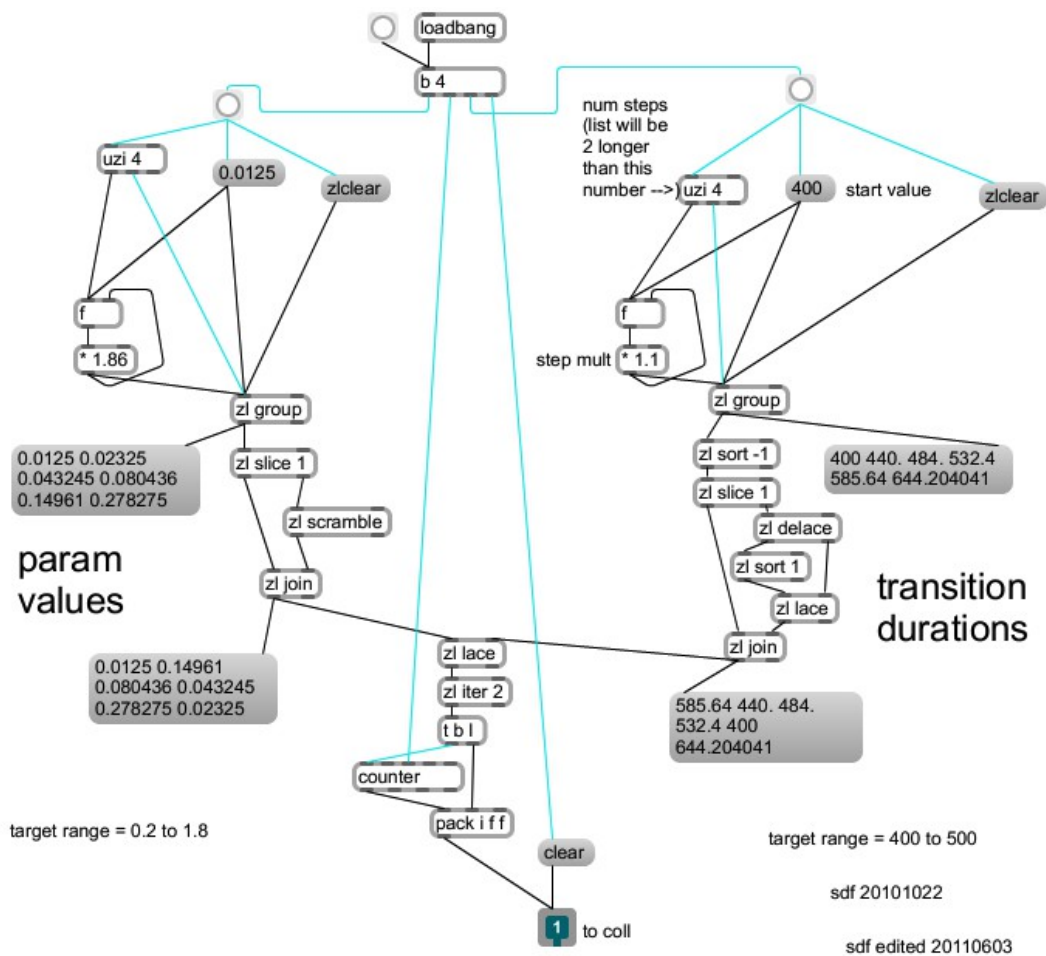 loadbang
b 4
num steps
(list will be
2 longer
than this
number -->)
uzi 4
0.0125
zlclear
uzi 4
400
start value
zlclear
f
* 1.86
f
step mult
* 1.1
zl group
zl group
0.0125 0.02325
0.043245 0.080436
0.14961 0.278275
zl slice 1
zl scramble
zl sort -1
zl slice 1
400 440. 484. 532.4
585.64 644.204041
zl delace
zl sort 1
zl lace
param
values
zl join
transition
durations
zl join
zl lace
0.0125 0.14961
0.080436 0.043245
0.278275 0.02325
zl iter 2
585.64 440. 484.
532.4 400
644.204041
t b l
counter
pack i f f
target range = 0.2 to 1.8
clear
target range = 400 to 500
sdf 20101022
1
to coll
sdf edited 20110603